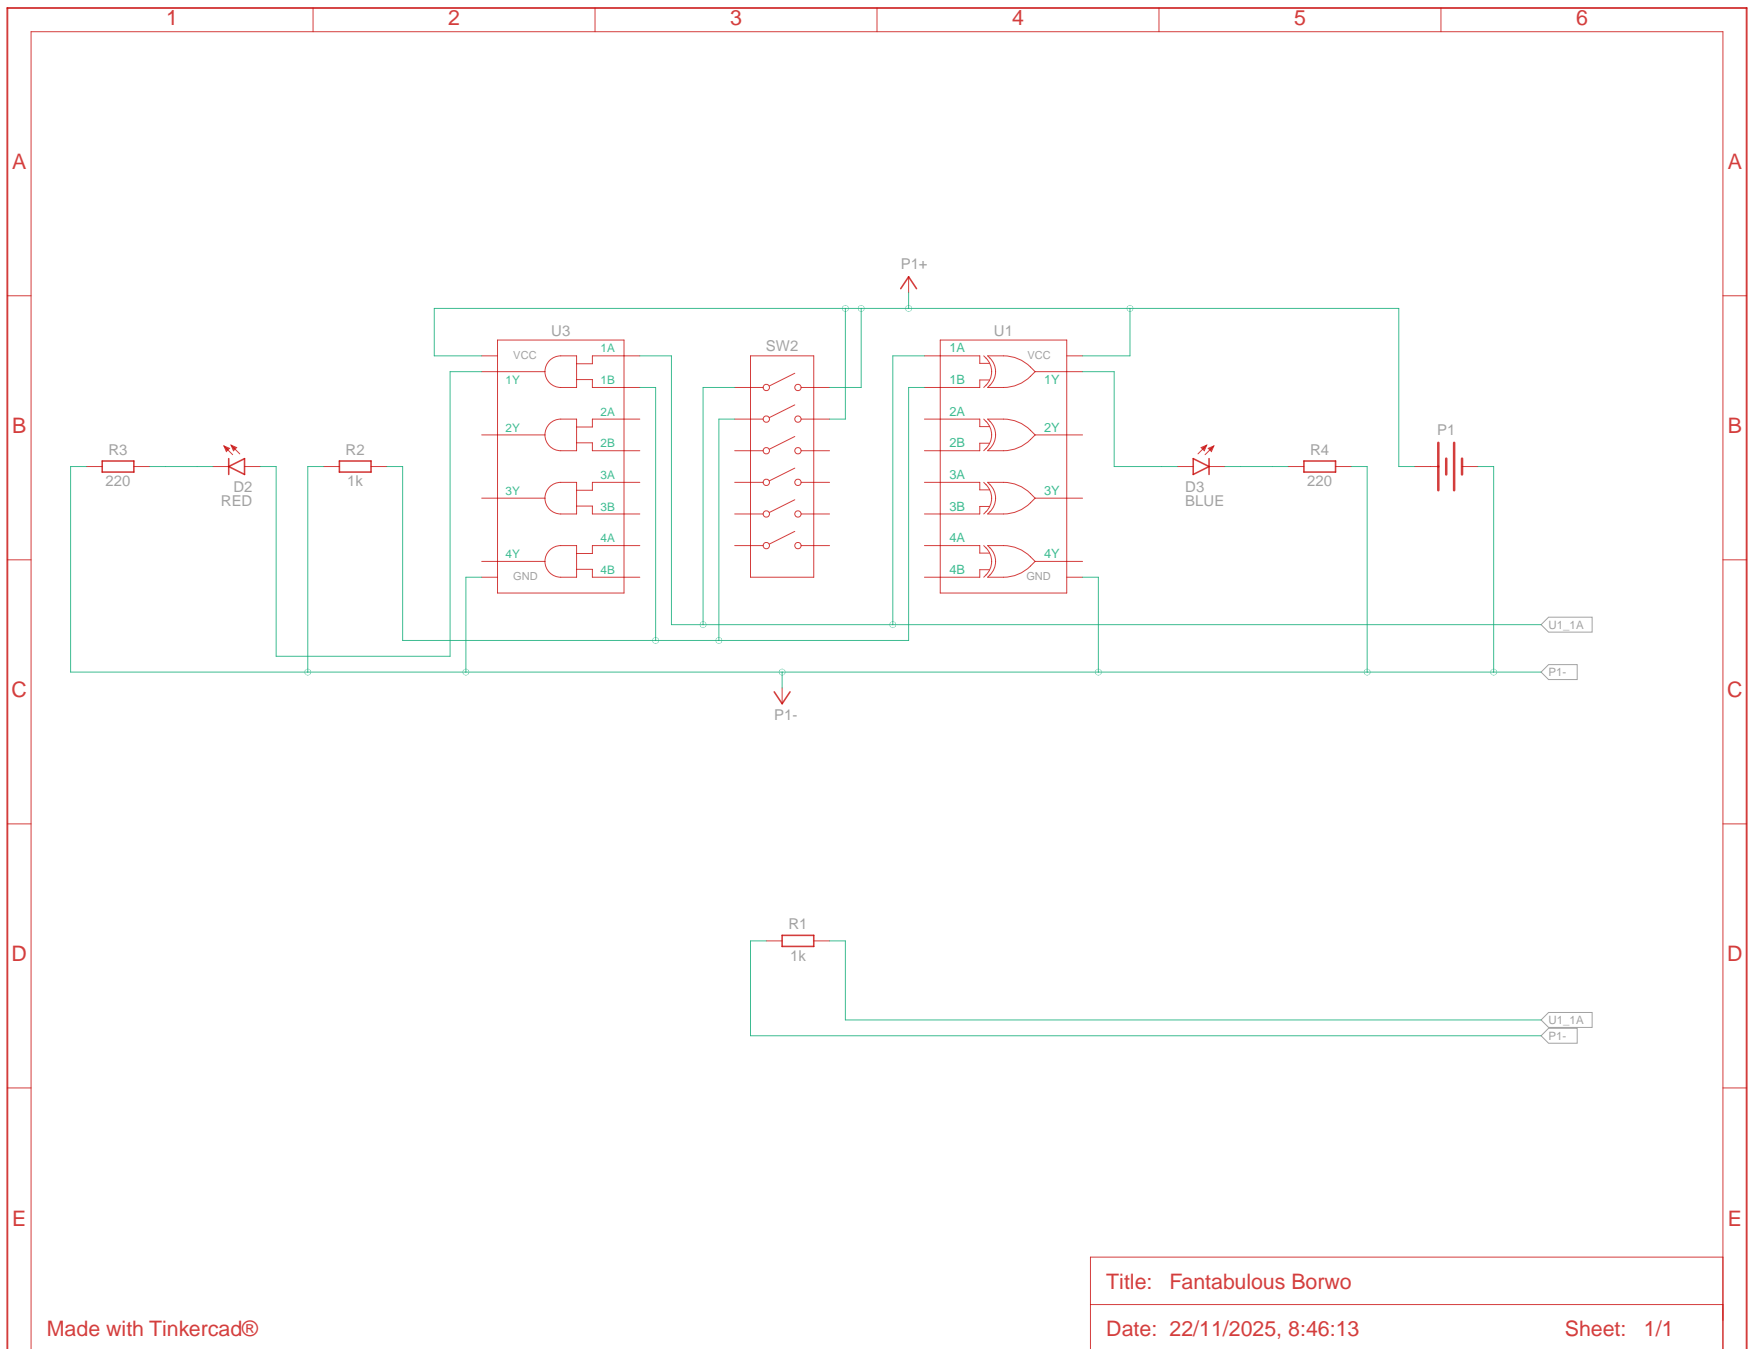 1 2 3 4 5 6
A A
P1+
U3 SW2 U1
VCC 1A 1A VCC
1Y 1B 1B 1Y
2A 2A
B 2Y 2Y B
P1
2B 2B
R3 R2 R4
220 D2 1k D3 220
RED BLUE
3A 3A
3Y 3Y
3B 3B
4A 4A
4Y 4Y
GND 4B 4B GND
U1_1A
P1-
C C
P1-
R1
D 1k D
U1_1A
P1-
E E
Title: Fantabulous Borwo
Made with Tinkercad® Date: 22/11/2025, 8:46:13 Sheet: 1/1